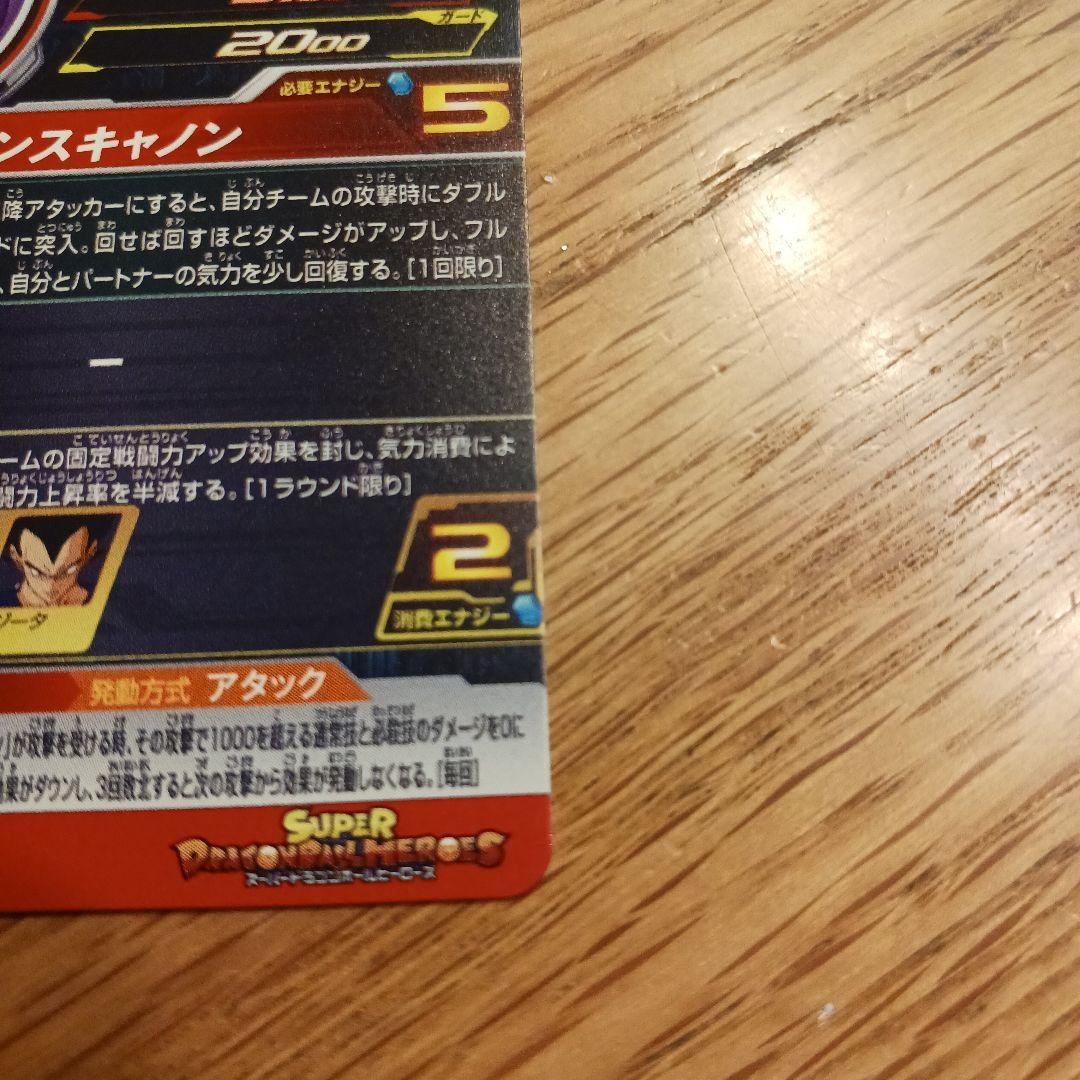 ガード
2000
必要エナジー
5
ンスキャノン
降アタッカーにすると、自分チームの攻撃時にダブル
ドに突入。回せば回すほどダメージがアップし、フル
、自分とパートナーの気力を少し回復する。[1回限り]
ー
ームの固定戦闘力アップ効果を封じ、気力消費によ
闘力上昇率を半減する。[1ラウンド限り]
2
ジータ
消費エナジー
発動方式 アタック
」が攻撃を受ける時、その攻撃で1000を超える通常技と必殺技のダメージを0に
効果がダウンし、3回敗北すると次の攻撃から効果が発動しなくなる。[毎回]
SUPER
DRAGONBALL HEROES
スーパードラゴンボールヒーローズ